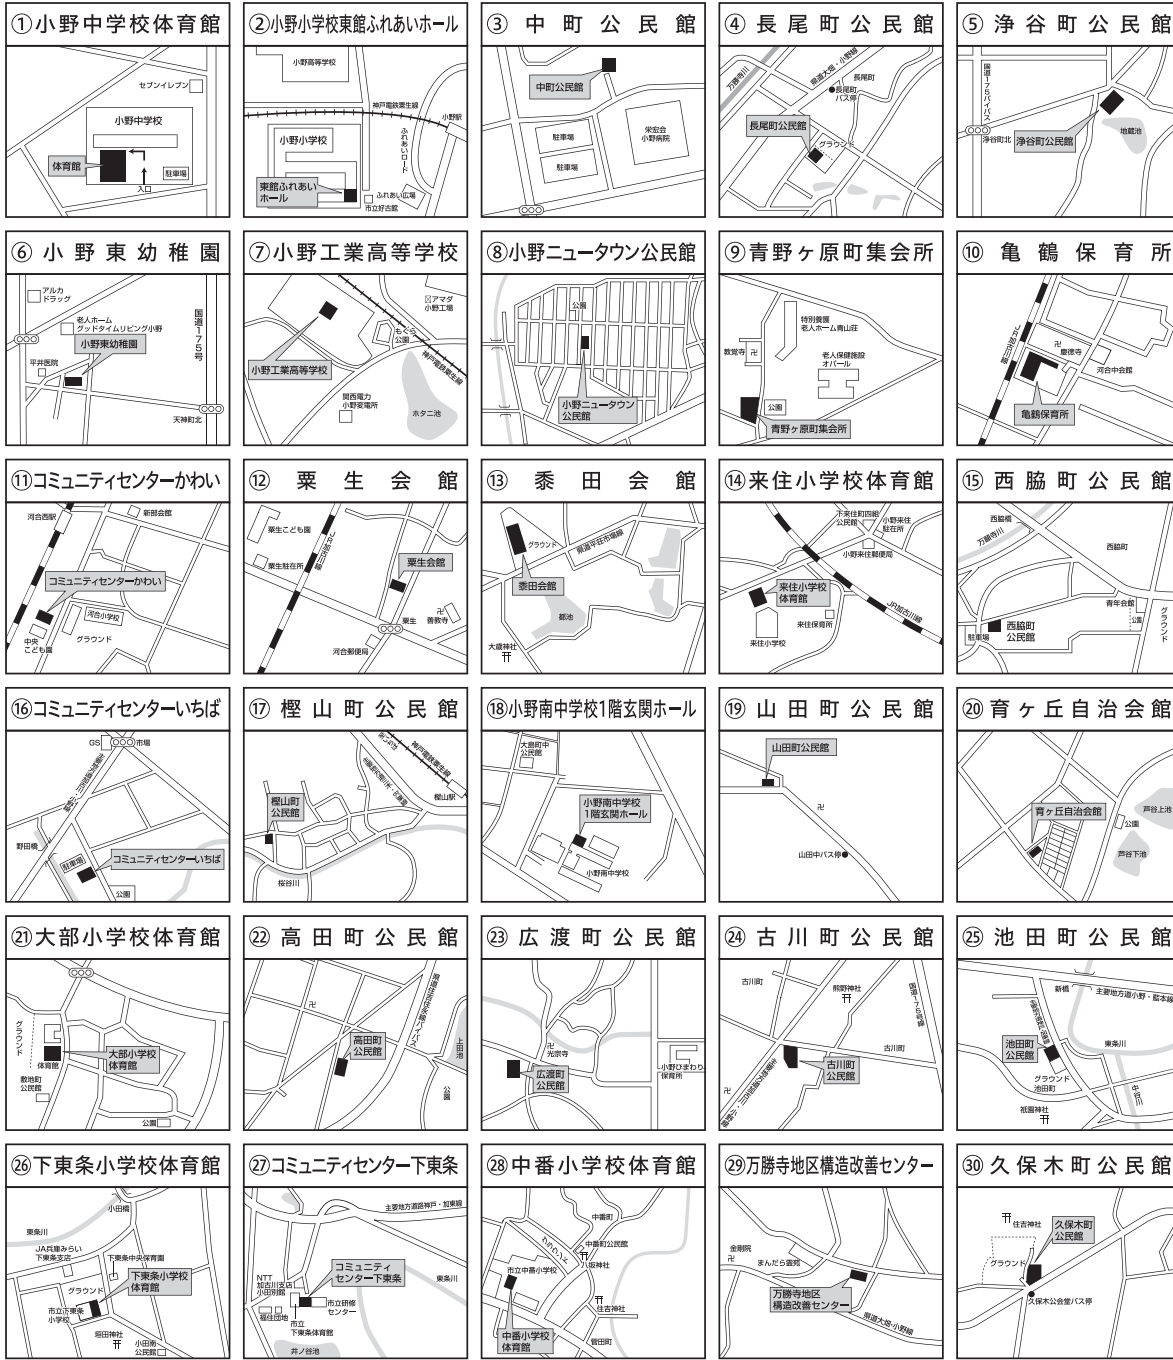 ①小野中学校体育館
セブンイレブン
小野中学校
体育館
駐車場
入口
②小野小学校東館ふれあいホール
小野高等学校
神戸電鉄粟生線
小野駅
小野小学校
ふれあいロード
東館ふれあい
ホール
ふれあい広場
市立好古館
③中町公民館
中町公民館
駐車場
駐車場
栄宏会
小野病院
④長尾町公民館
万勝寺川
県道大畑・小野線
長尾町
長尾町
バス停
長尾町公民館
グラウンド
⑤浄谷町公民館
国道175バイパス
浄谷町北
浄谷町公民館
地蔵池
⑥小野東幼稚園
アルカ
ドラッグ
老人ホーム
グッドタイムリビング小野
国道175号
小野東幼稚園
平井医院
天神町北
⑦小野工業高等学校
アマダ
小野工場
もぐら
公園
小野工業高等学校
神戸電鉄粟生線
関西電力
小野変電所
ホタニ池
⑧小野ニュータウン公民館
公園
小野ニュータウン
公民館
⑨青野ヶ原町集会所
特別養護
老人ホーム青山荘
教覚寺
老人保健施設
オパール
公園
青野ヶ原町集会所
⑩亀鶴保育所
JR加古川線
慶徳寺
河合中会館
亀鶴保育所
⑪コミュニティセンターかわい
河合西駅
新部会館
コミュニティセンターかわい
河合小学校
グラウンド
中央
こども園
⑫粟生会館
粟生こども園
JR加古川線
粟生駐在所
粟生会館
粟生
善教寺
河合郵便局
⑬黍田会館
グラウンド
県道平荘市場線
黍田会館
都池
大歳神社
⑭来住小学校体育館
下来住町四組
公民館
小野来住
駐在所
小野来住郵便局
来住小学校
体育館
JR加古川線
来住保育所
来住小学校
⑮西脇町公民館
西脇橋
万願寺川
西脇町
青年会館
公園
グラウンド
駐車場
西脇町
公民館
⑯コミュニティセンターいちば
GS
市場
野田橋
駐車場
コミュニティセンターいちば
公園
⑰樫山町公民館
神戸電鉄粟生線
樫山駅
樫山町
公民館
桜谷川
⑱小野南中学校1階玄関ホール
大島町中
公民館
小野南中学校
1階玄関ホール
小野南中学校
⑲山田町公民館
山田町公民館
山田中バス停
⑳育ヶ丘自治会館
育ヶ丘自治会館
芦谷上池
公園
芦谷下池
㉑大部小学校体育館
グラウンド
体育館
大部小学校
体育館
敷地町
公民館
公園
㉒高田町公民館
高田町
公民館
上田池
公園
㉓広渡町公民館
光宗寺
広渡町
公民館
小野ひまわり
保育所
㉔古川町公民館
古川町
熊野神社
国道175号線
古川町
古川町
公民館
㉕池田町公民館
新橋
池田町
公民館
東条川
グラウンド
池田町
祇園神社
㉖下東条小学校体育館
小田橋
東条川
JA兵庫みらい
下東条支店
下東条中央保育園
グラウンド
下東条小学校
体育館
市立下東条
小学校
垣田神社
小田南
公民館
㉗コミュニティセンター下東条
主要地方道路神戸・加東線
NTT
加古川支店
小田別館
コミュニティ
センター下東条
東条川
市立研修
センター
福住団地
市立
下東条体育館
井ノ谷池
㉘中番小学校体育館
中番町
中番町公民館
八坂神社
市立中番小学校
住吉神社
中番小学校
体育館
菅田町
㉙万勝寺地区構造改善センター
金剛院
まんだら霊苑
万勝寺地区
構造改善センター
県道大畑・小野線
㉚久保木町公民館
住吉神社
久保木町
公民館
グラウンド
久保木公会堂バス停